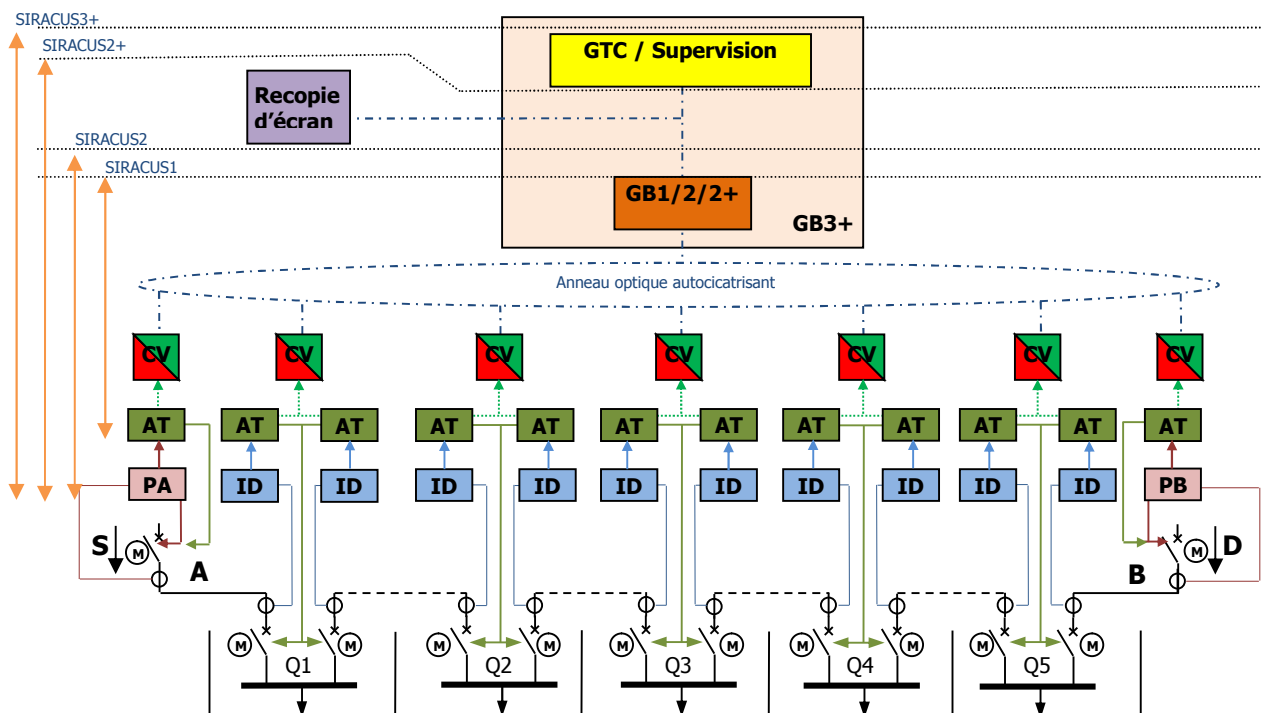 SIRACUS3+
SIRACUS2+
GTC / Supervision
Recopie
d'écran
SIRACUS2
SIRACUS1
GB1/2/2+
GB3+
Anneau optique autocicatrisant
CV CV CV CV CV CV CV
AT AT AT AT AT AT AT AT AT AT AT AT
PA ID ID ID ID ID ID ID ID ID ID PB
S M A B M D
M M M M M M M M M M
Q1 Q2 Q3 Q4 Q5